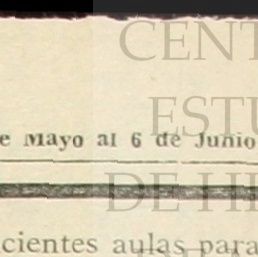 CENT
ESTU
e Mayo al 6 de Junio
DE HI
cientes aulas para